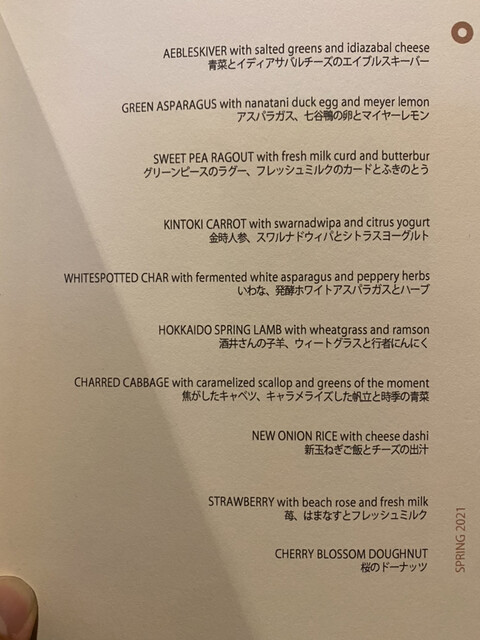 AEBLESKIVER with salted greens and idiazabal cheese
青菜とイディアサバルチーズのエイブルスキーバー
GREEN ASPARAGUS with nanatani duck egg and meyer lemon
アスパラガス、七谷鴨の卵とマイヤーレモン
SWEET PEA RAGOUT with fresh milk curd and butterbur
グリーンピースのラグー、フレッシュミルクのカードとふきのとう
KINTOKI CARROT with swarnadwipa and citrus yogurt
金時人参、スワルナドウィパとシトラスヨーグルト
WHITESPOTTED CHAR with fermented white asparagus and peppery herbs
いわな、発酵ホワイトアスパラガスとハーブ
HOKKAIDO SPRING LAMB with wheatgrass and ramson
酒井さんの子羊、ウィートグラスと行者にんにく
CHARRED CABBAGE with caramelized scallop and greens of the moment
焦がしたキャベツ、キャラメライズした帆立と時季の青菜
NEW ONION RICE with cheese dashi
新玉ねぎご飯とチーズの出汁
STRAWBERRY with beach rose and fresh milk
苺、はまなすとフレッシュミルク
CHERRY BLOSSOM DOUGHNUT
桜のドーナッツ
SPRING 2021